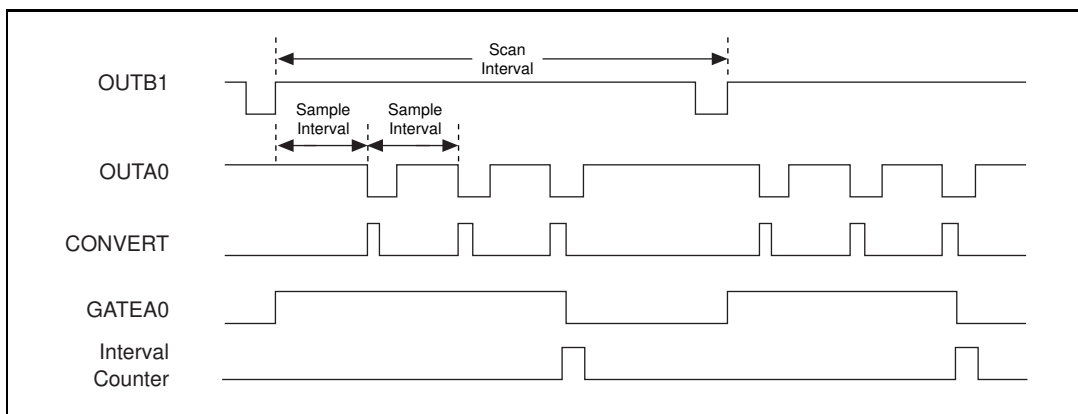 Scan
Interval
OUTB1
Sample
Interval
Sample
Interval
OUTA0
CONVERT
GATEA0
Interval
Counter